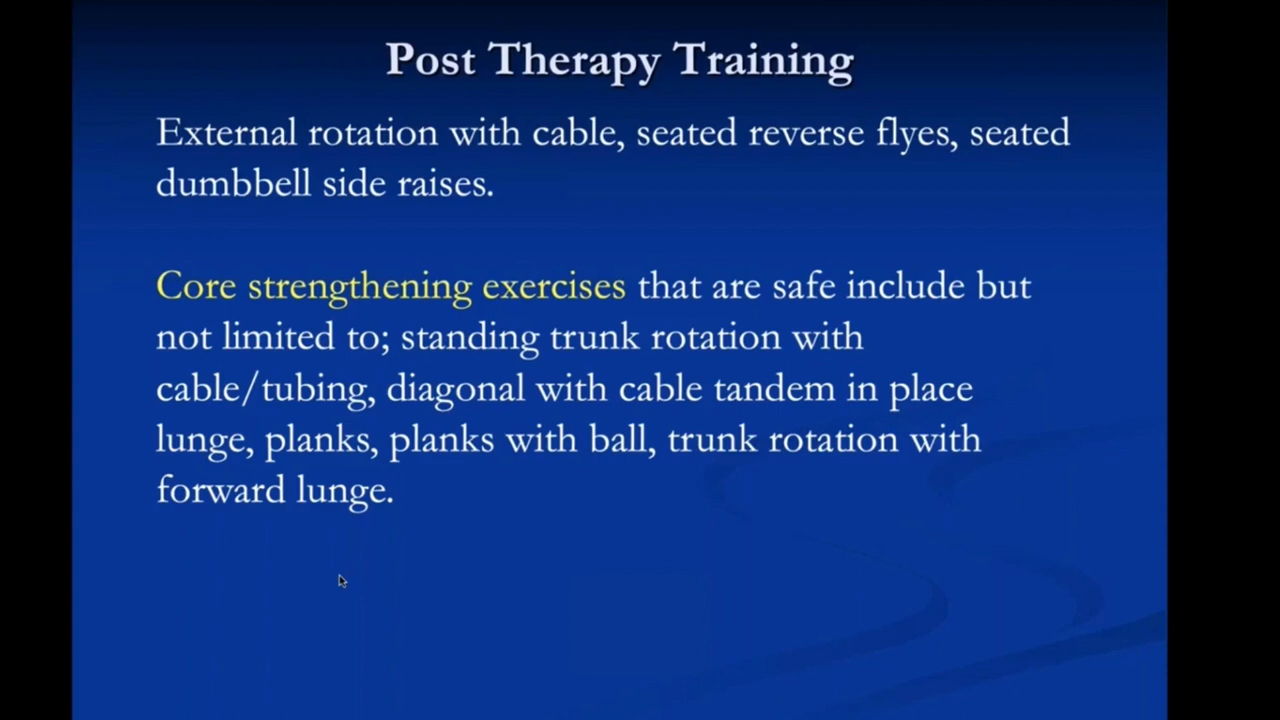 Post Therapy Training
External rotation with cable, seated reverse flyes, seated
dumbbell side raises.
Core strengthening exercises that are safe include but
not limited to; standing trunk rotation with
cable/tubing, diagonal with cable tandem in place
lunge, planks, planks with ball, trunk rotation with
forward lunge.